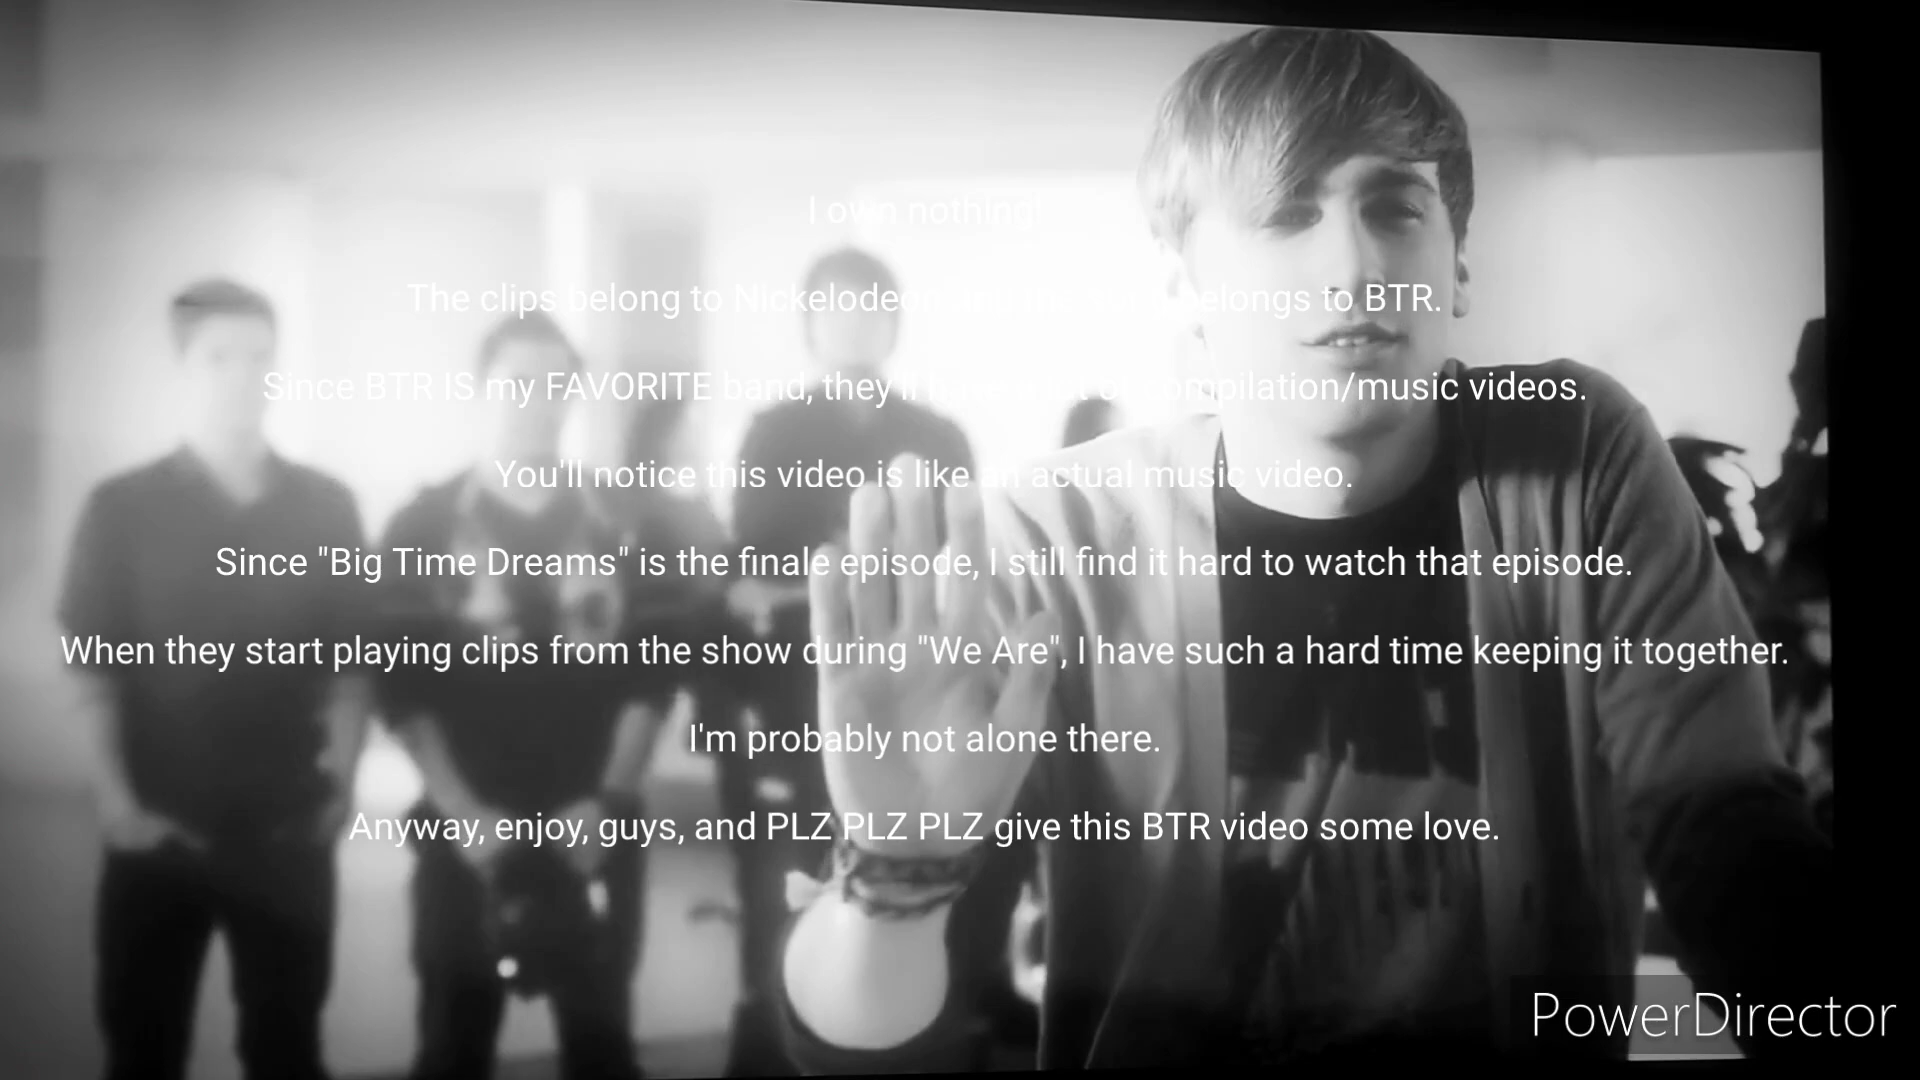 I own nothing!
The clips belong to Nickelodeon and the song belongs to BTR.
Since BTR IS my FAVORITE band, they'll have a lot of compilation/music videos.
You'll notice this video is like an actual music video.
Since "Big Time Dreams" is the finale episode, I still find it hard to watch that episode.
When they start playing clips from the show during "We Are", I have such a hard time keeping it together.
I'm probably not alone there.
Anyway, enjoy, guys, and PLZ PLZ PLZ give this BTR video some love.
PowerDirector